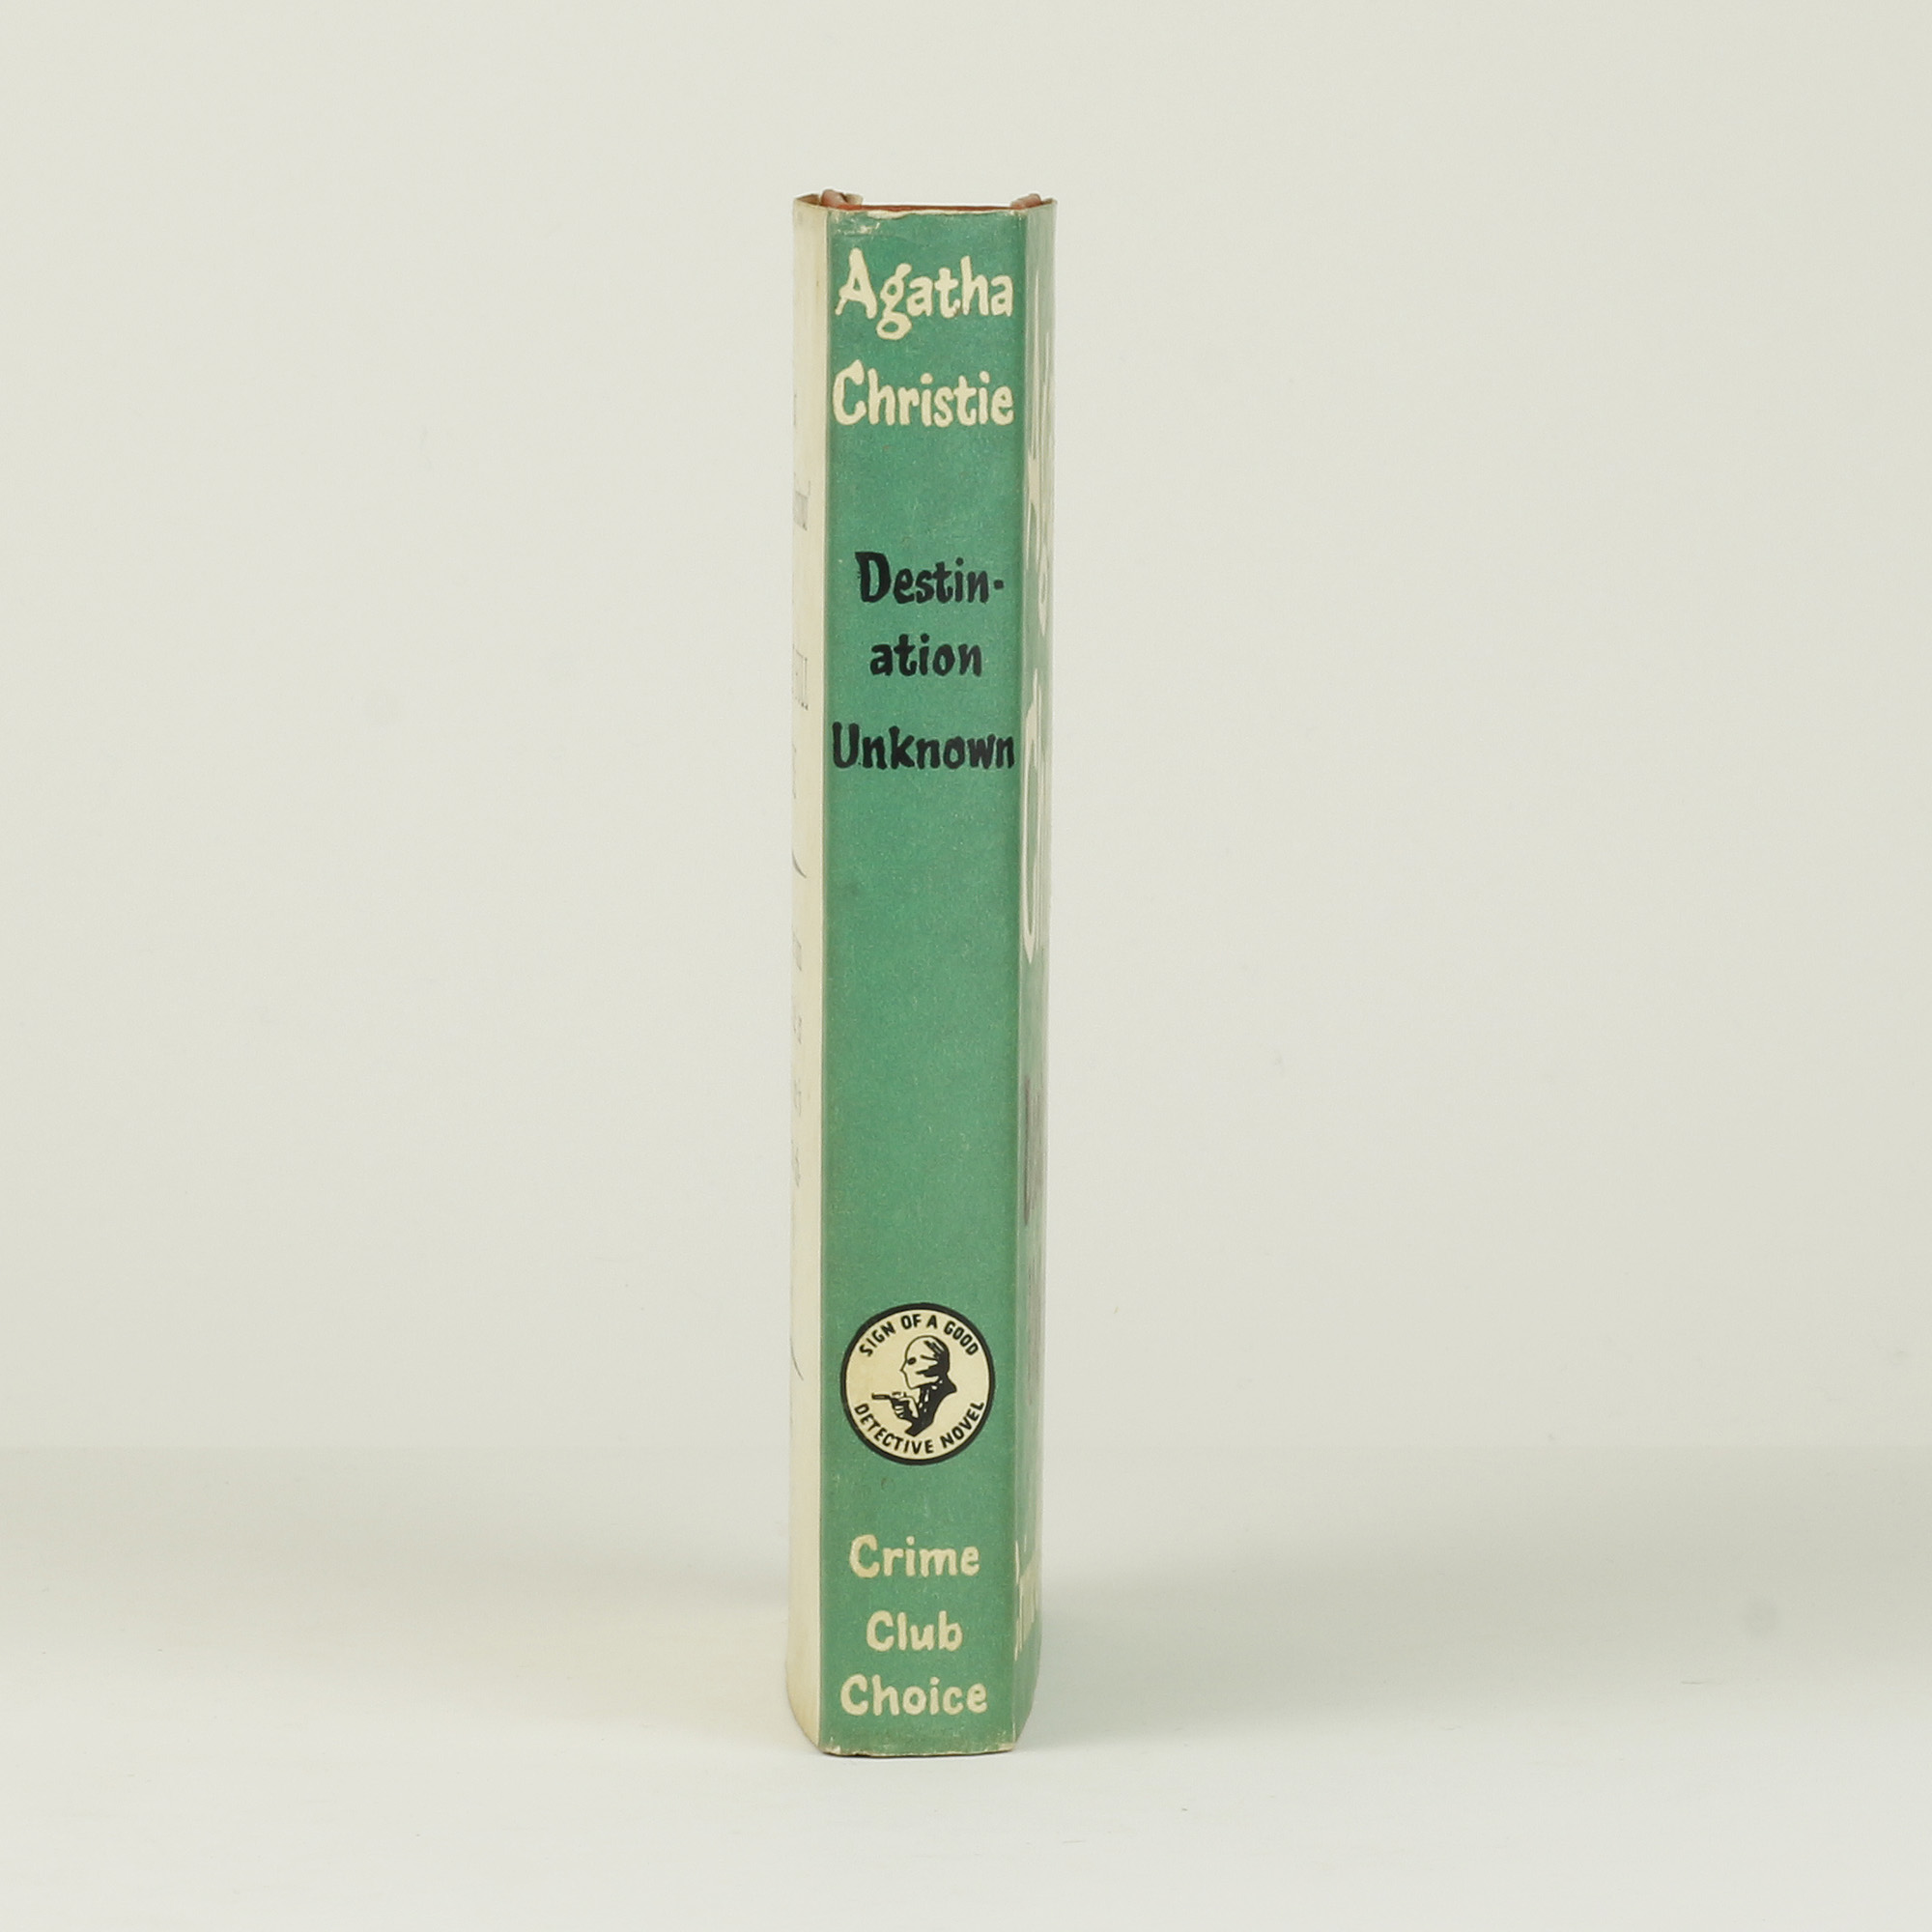 Agatha
Christie
Destin-
ation
Unknown
SIGN OF A GOOD
DETECTIVE NOVEL
Crime
Club
Choice